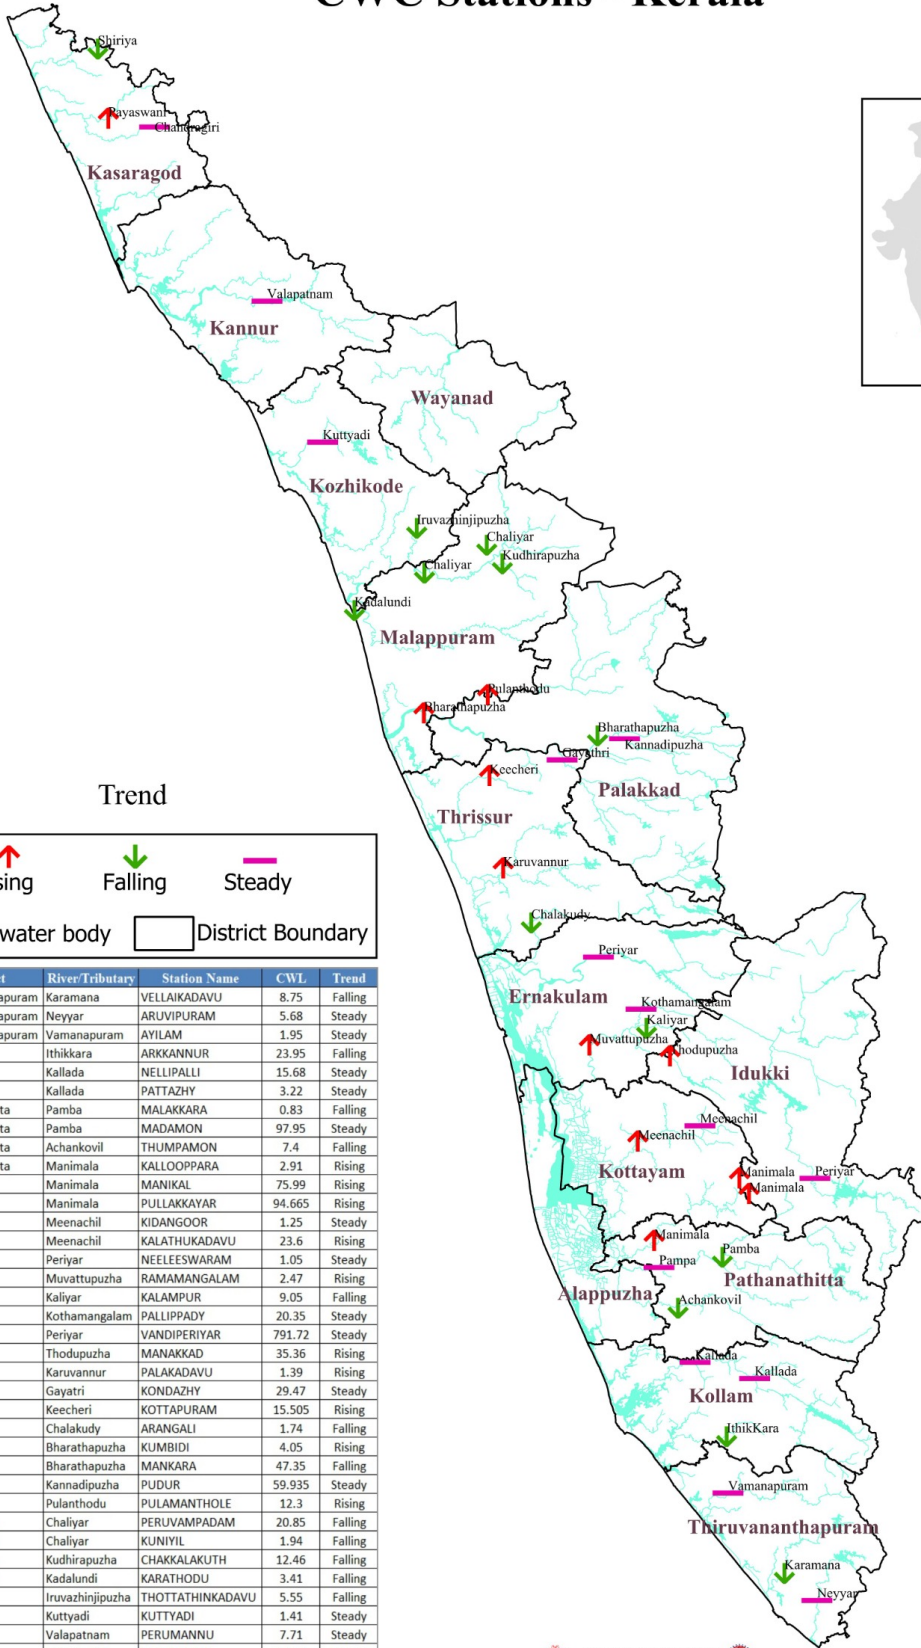 CWC Stations - Kerala
Shiriya
Payaswani
Chandragiri
Kasaragod
Valapatnam
Kannur
Wayanad
Kuttyadi
Kozhikode
Iruvazhinjipuzha
Chaliyar
Kudhirapuzha
Chaliyar
Kadalundi
Malappuram
Pulanthodu
Bharathapuzha
Bharathapuzha
Kannadipuzha
Gayathri
Keecheri
Palakkad
Thrissur
Karuvannur
Chalakudy
Periyar
Ernakulam
Kothamangalam
Kaliyar
Muvattupuzha
Thodupuzha
Idukki
Meenachil
Meenachil
Kottayam
Manimala
Periyar
Manimala
Manimala
Pamba
Pampa
Pathanathitta
Alappuzha
Achankovil
Kallada
Kallada
Kollam
IthikKara
Vamanapuram
Thiruvananthapuram
Karamana
Neyyar
Trend
sing Falling Steady
water body District Boundary
t River/Tributary Station Name CWL Trend
apuram Karamana VELLAIKADAVU 8.75 Falling
apuram Neyyar ARUVIPURAM 5.68 Steady
apuram Vamanapuram AYILAM 1.95 Steady
Ithikkara ARKKANNUR 23.95 Falling
Kallada NELLIPALLI 15.68 Steady
Kallada PATTAZHY 3.22 Steady
ta Pamba MALAKKARA 0.83 Falling
ta Pamba MADAMON 97.95 Steady
ta Achankovil THUMPAMON 7.4 Falling
ta Manimala KALLOOPPARA 2.91 Rising
Manimala MANIKAL 75.99 Rising
Manimala PULLAKKAYAR 94.665 Rising
Meenachil KIDANGOOR 1.25 Steady
Meenachil KALATHUKADAVU 23.6 Rising
Periyar NEELEESWARAM 1.05 Steady
Muvattupuzha RAMAMANGALAM 2.47 Rising
Kaliyar KALAMPUR 9.05 Falling
Kothamangalam PALLIPPADY 20.35 Steady
Periyar VANDIPERIYAR 791.72 Steady
Thodupuzha MANAKKAD 35.36 Rising
Karuvannur PALAKADAVU 1.39 Rising
Gayatri KONDAZHY 29.47 Steady
Keecheri KOTTAPURAM 15.505 Rising
Chalakudy ARANGALI 1.74 Falling
Bharathapuzha KUMBIDI 4.05 Rising
Bharathapuzha MANKARA 47.35 Falling
Kannadipuzha PUDUR 59.935 Steady
Pulanthodu PULAMANTHOLE 12.3 Rising
Chaliyar PERUVAMPADAM 20.85 Falling
Chaliyar KUNIYIL 1.94 Falling
Kudhirapuzha CHAKKALAKUTH 12.46 Falling
Kadalundi KARATHODU 3.41 Falling
Iruvazhinjipuzha THOTTATHINKADAVU 5.55 Falling
Kuttyadi KUTTYADI 1.41 Steady
Valapatnam PERUMANNU 7.71 Steady